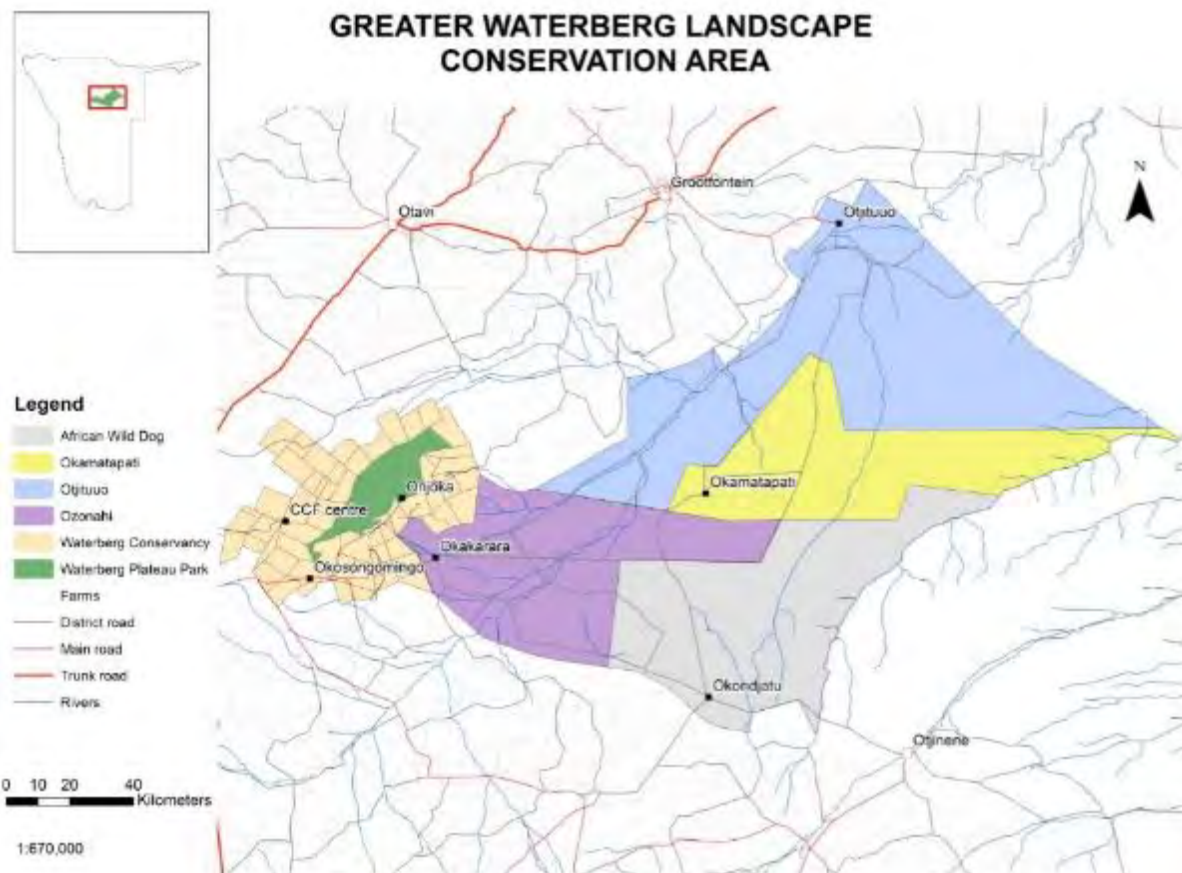 GREATER WATERBERG LANDSCAPE
CONSERVATION AREA
N
Grootfontein
Otavi
Otjituuo
Legend
African Wild Dog
Okamatapati
Otjituuo
Ozonahi
Waterberg Conservancy
Waterberg Plateau Park
Farms
District road
Main road
Trunk road
Rivers
Onjoka
CCF centre
Okamatapati
Okakarara
Okosongomingo
Okondjatu
Otjinene
0 10 20 40
Kilometers
1:670,000